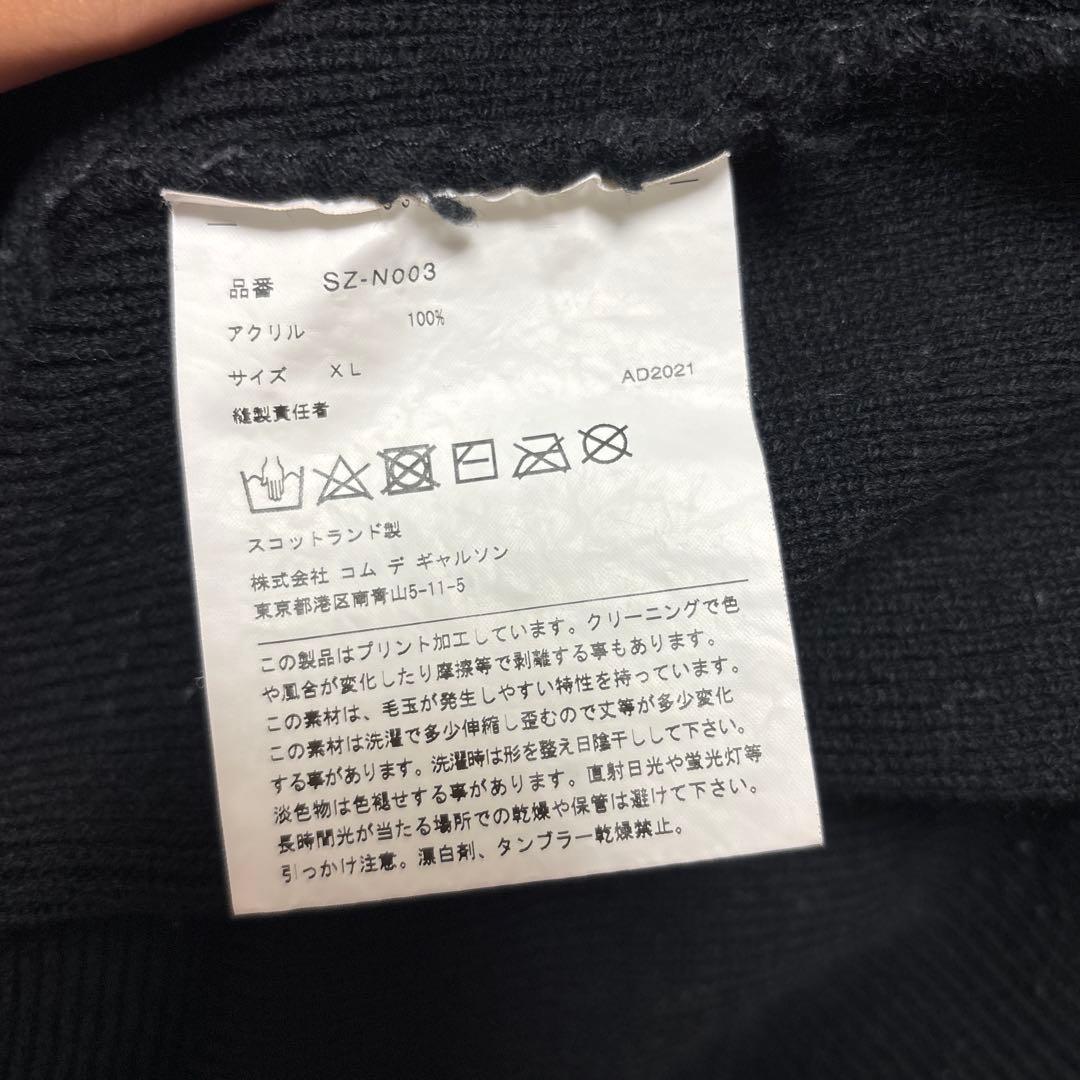 品番 SZ-N003
アクリル 100%
サイズ XL AD2021
縫製責任者
スコットランド製
株式会社 コム デ ギャルソン
東京都港区南青山5-11-5
この製品はプリント加工しています。クリーニングで色
や風合が変化したり摩擦等で剥離する事もあります。
この素材は、毛玉が発生しやすい特性を持っています。
この素材は洗濯で多少伸縮し歪むので丈等が多少変化
する事があります。洗濯時は形を整え日陰干しして下さい。
淡色物は色褪せする事があります。直射日光や蛍光灯等
長時間光が当たる場所での乾燥や保管は避けて下さい。
引っかけ注意。漂白剤、タンブラー乾燥禁止。